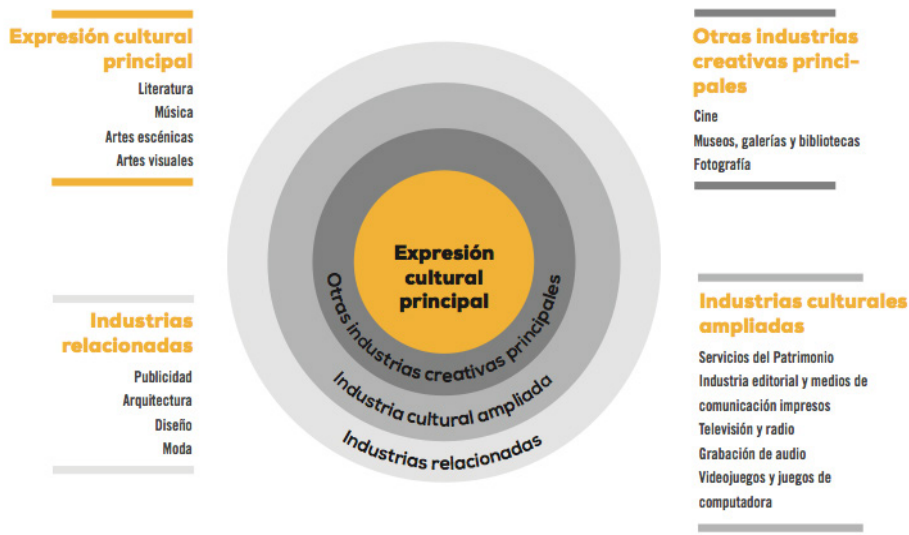 Expresión cultural
principal
Literatura
Música
Artes escénicas
Artes visuales
Otras industrias
creativas princi-
pales
Cine
Museos, galerías y bibliotecas
Fotografía
Expresión
cultural
principal
Otras industrias creativas principales
Industria cultural ampliada
Industrias relacionadas
Industrias
relacionadas
Publicidad
Arquitectura
Diseño
Moda
Industrias culturales
ampliadas
Servicios del Patrimonio
Industria editorial y medios de
comunicación impresos
Televisión y radio
Grabación de audio
Videojuegos y juegos de
computadora